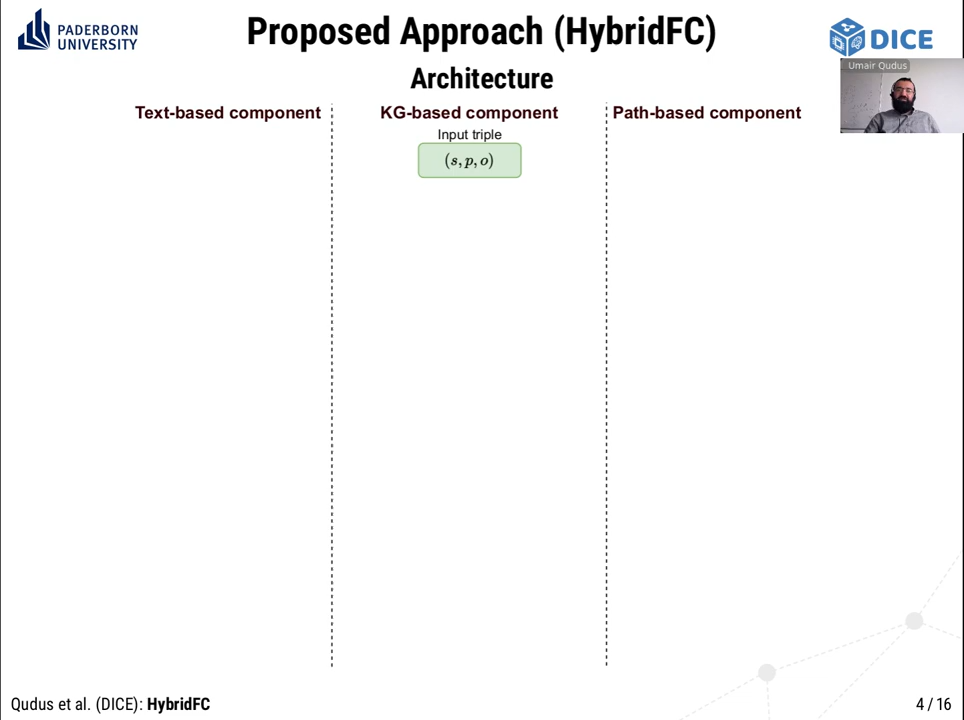 PADERBORN
UNIVERSITY
Proposed Approach (HybridFC)
DICE
Umair Qudus
Architecture
Text-based component
KG-based component
Path-based component
Input triple
(s, p, o)
Qudus et al. (DICE): HybridFC
4 / 16